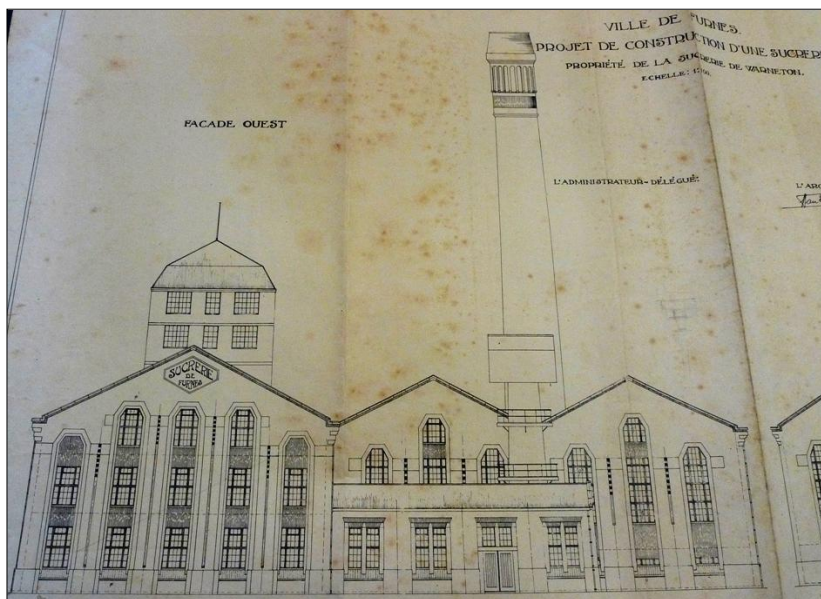 VILLE DE FURNES.
PROJET DE CONSTRUCTION D'UNE SUCRERIE
PROPRIÉTÉ DE LA SUCRERIE DE WARNETON.
FACADE OUEST
L'ADMINISTRATEUR-DÉLÉGUÉ:
L'ARC
SUCRERIE
DE
FURNES